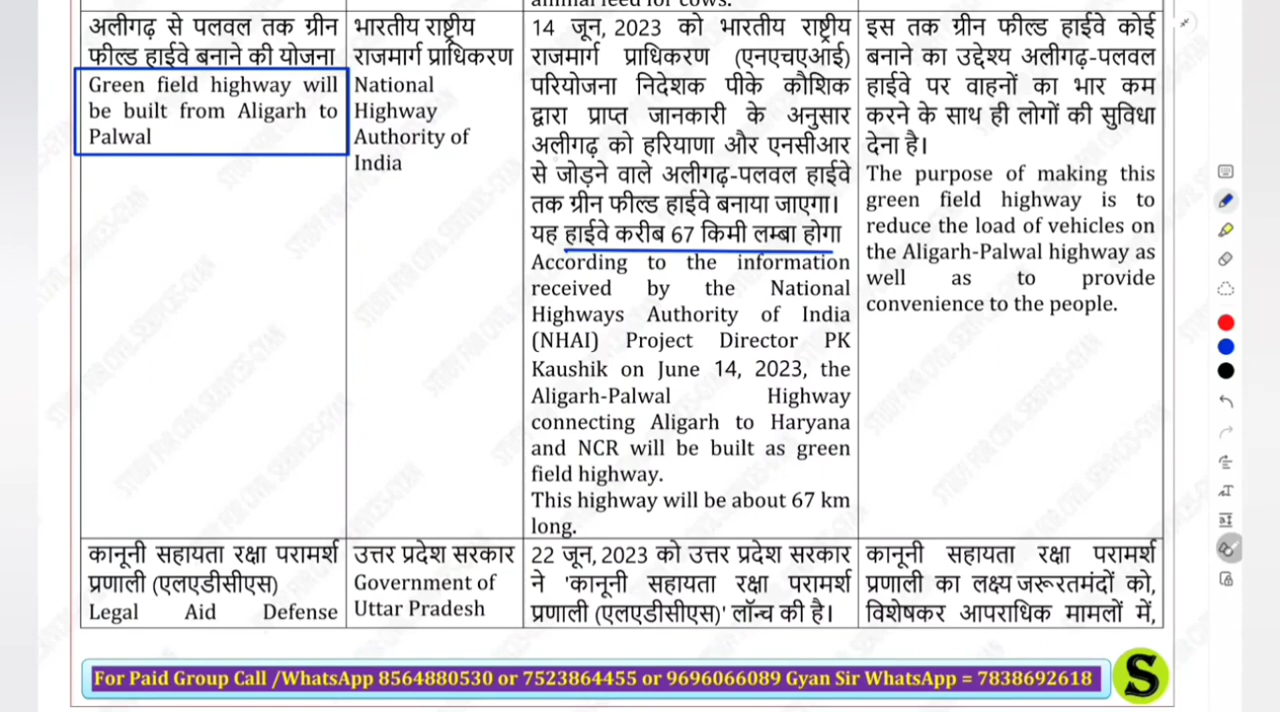 animal feed for cows.
अलीगढ़ से पलवल तक ग्रीन
फील्ड हाईवे बनाने की योजना
Green field highway will
be built from Aligarh to
Palwal
भारतीय राष्ट्रीय
राजमार्ग प्राधिकरण
National
Highway
Authority of
India
14 जून, 2023 को भारतीय राष्ट्रीय
राजमार्ग प्राधिकरण (एनएचएआई)
परियोजना निदेशक पीके कौशिक
द्वारा प्राप्त जानकारी के अनुसार
अलीगढ़ को हरियाणा और एनसीआर
से जोड़ने वाले अलीगढ़-पलवल हाईवे
तक ग्रीन फील्ड हाईवे बनाया जाएगा।
यह हाईवे करीब 67 किमी लम्बा होगा
According to the information
received by the National
Highways Authority of India
(NHAI) Project Director PK
Kaushik on June 14, 2023, the
Aligarh-Palwal Highway
connecting Aligarh to Haryana
and NCR will be built as green
field highway.
This highway will be about 67 km
long.
इस तक ग्रीन फील्ड हाईवे कोई
बनाने का उद्देश्य अलीगढ़-पलवल
हाईवे पर वाहनों का भार कम
करने के साथ ही लोगों की सुविधा
देना है।
The purpose of making this
green field highway is to
reduce the load of vehicles on
the Aligarh-Palwal highway as
well as to provide
convenience to the people.
कानूनी सहायता रक्षा परामर्श
प्रणाली (एलएडीसीएस)
Legal Aid Defense
उत्तर प्रदेश सरकार
Government of
Uttar Pradesh
22 जून, 2023 को उत्तर प्रदेश सरकार
ने 'कानूनी सहायता रक्षा परामर्श
प्रणाली (एलएडीसीएस)' लॉन्च की है।
कानूनी सहायता रक्षा परामर्श
प्रणाली का लक्ष्य जरूरतमंदों को,
विशेषकर आपराधिक मामलों में,
For Paid Group Call /WhatsApp 8564880530 or 7523864455 or 9696066089 Gyan Sir WhatsApp = 7838692618
S